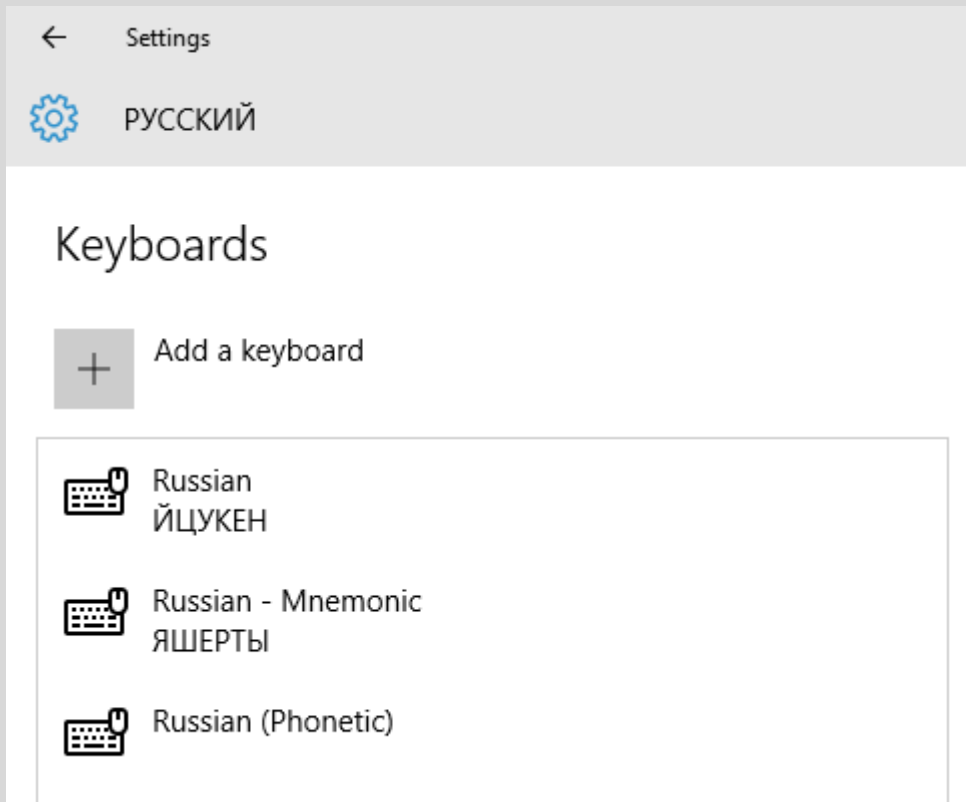 Settings
РУССКИЙ
Keyboards
Add a keyboard
Russian
ЙЦУКЕН
Russian - Mnemonic
ЯШЕРТЫ
Russian (Phonetic)